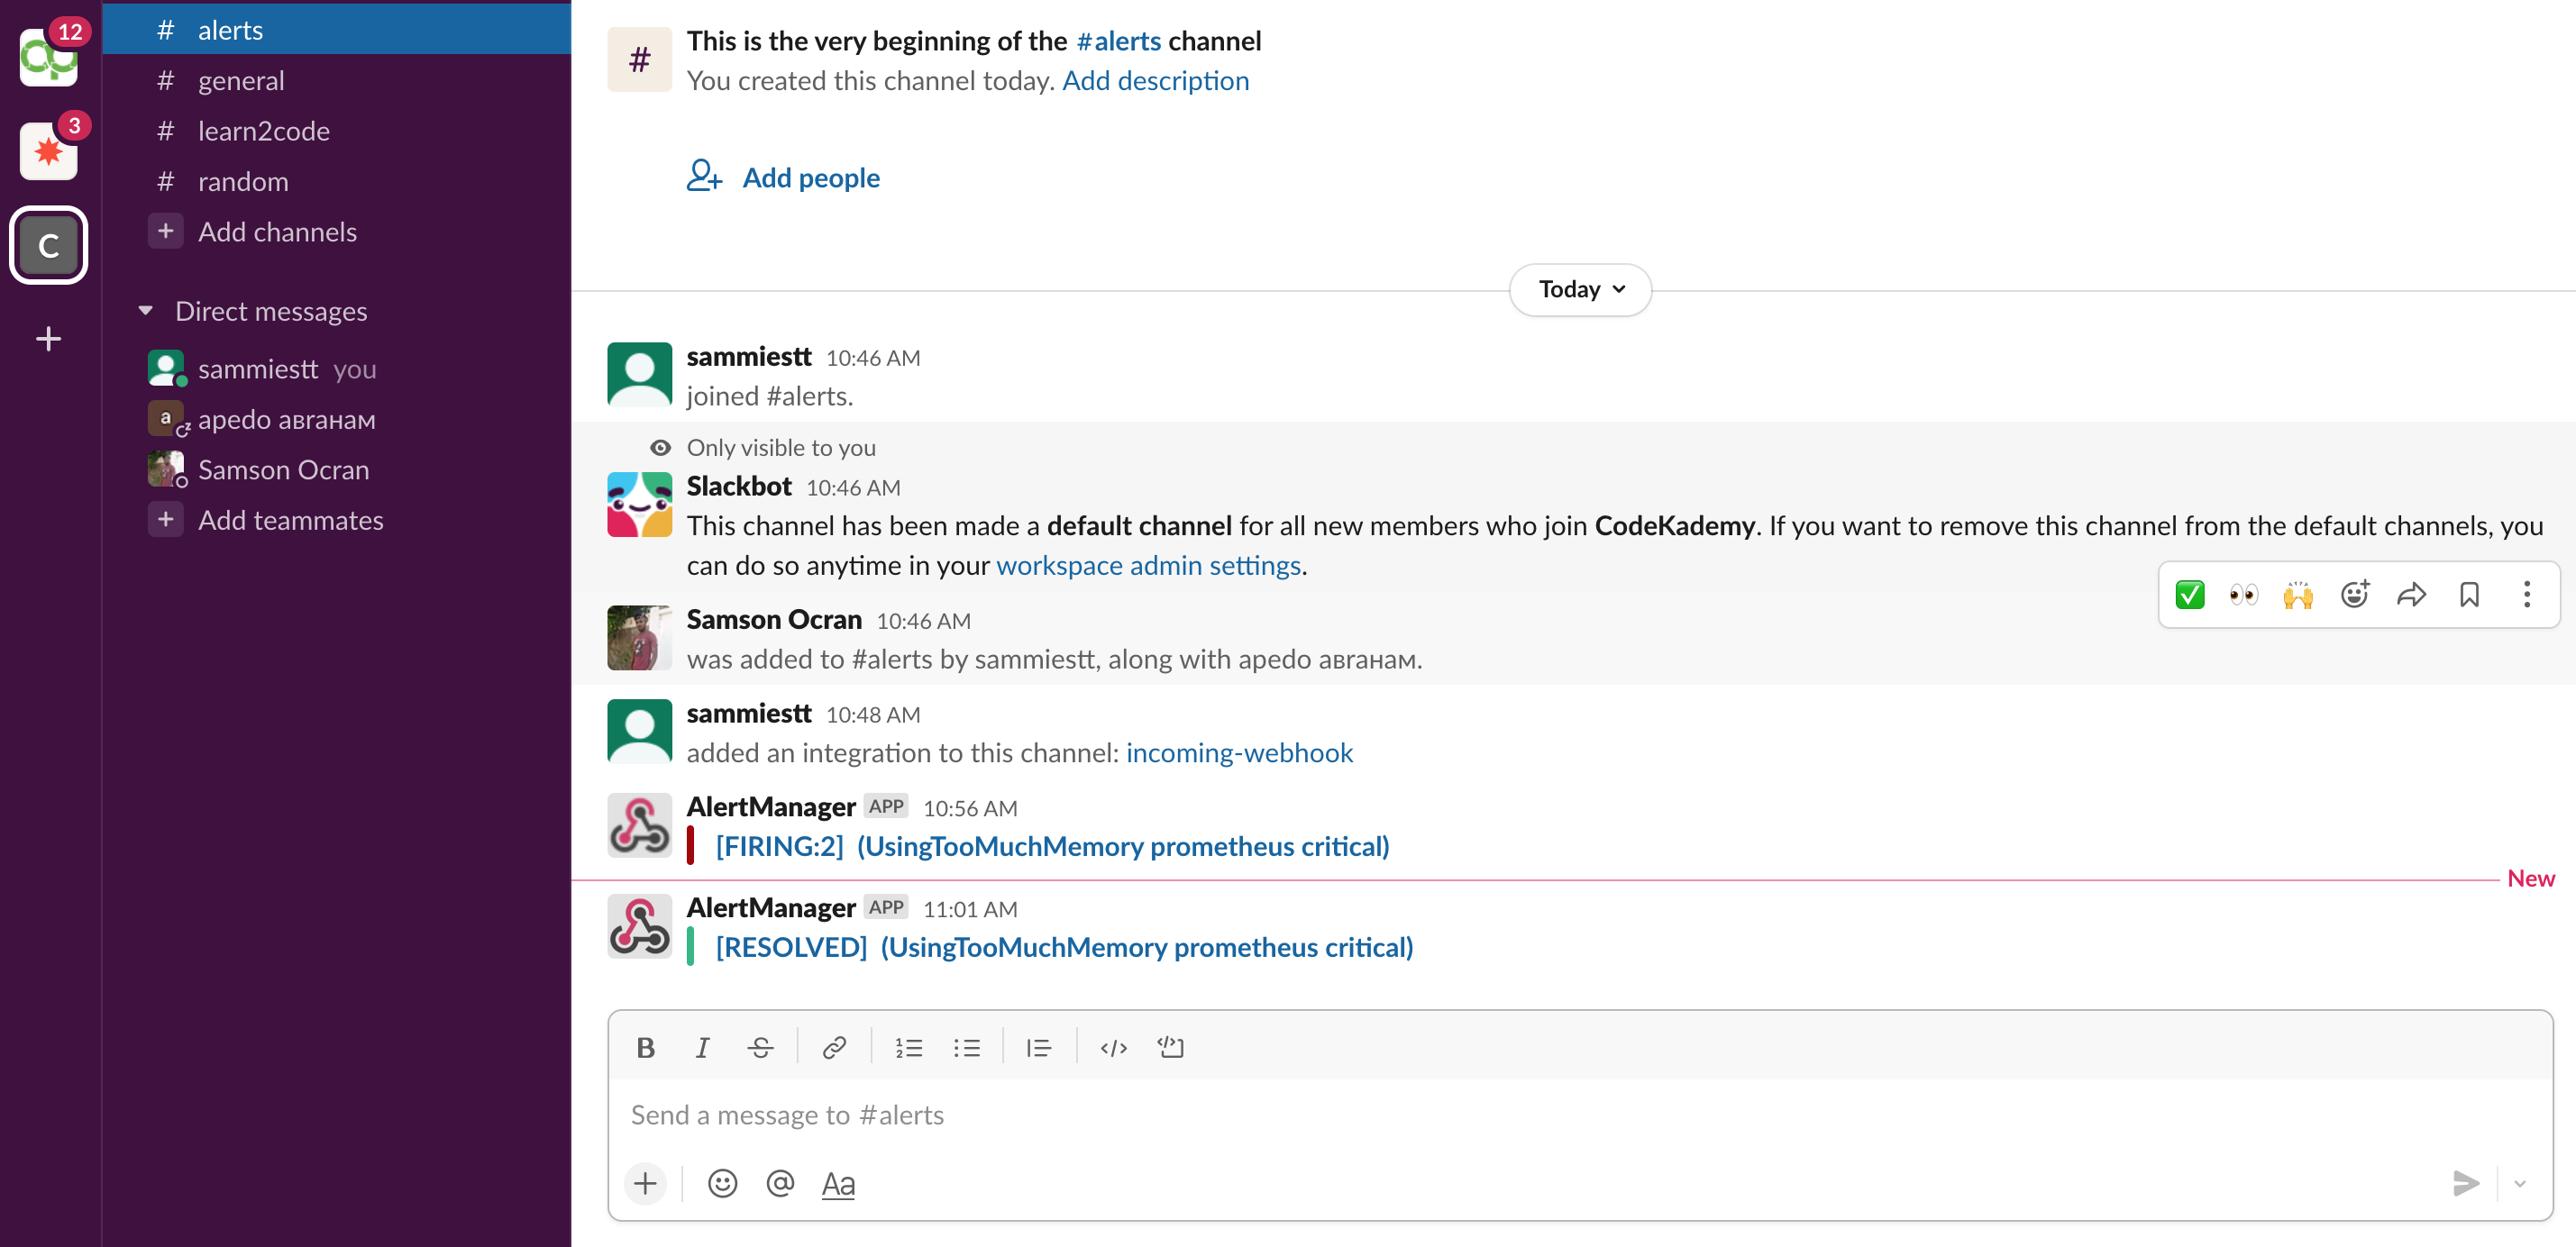 12
3
C
# alerts
# general
# learn2code
# random
+ Add channels
Direct messages
sammiestt you
a apedo авганам
Samson Ocran
+ Add teammates
# This is the very beginning of the #alerts channel
You created this channel today. Add description
Add people
Today
sammiestt 10:46 AM
joined #alerts.
Only visible to you
Slackbot 10:46 AM
This channel has been made a default channel for all new members who join CodeKademy. If you want to remove this channel from the default channels, you
can do so anytime in your workspace admin settings.
Samson Ocran 10:46 AM
was added to #alerts by sammiestt, along with apedo авганам.
sammiestt 10:48 AM
added an integration to this channel: incoming-webhook
AlertManager APP 10:56 AM
[FIRING:2] (UsingTooMuchMemory prometheus critical)
New
AlertManager APP 11:01 AM
[RESOLVED] (UsingTooMuchMemory prometheus critical)
B I S
Send a message to #alerts
+ @ Aa